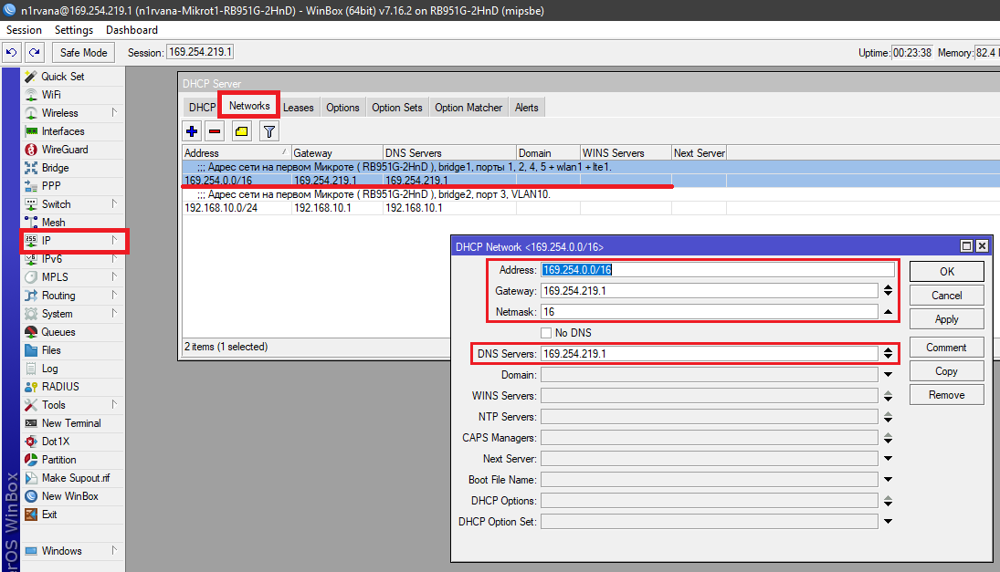 n1rvana@169.254.219.1 (n1rvana-Mikrot1-RB951G-2HnD) - WinBox (64bit) v7.16.2 on RB951G-2HnD (mipsbe)
Session Settings Dashboard
Safe Mode Session: 169.254.219.1 Uptime: 00:23:38 Memory: 82.4
Quick Set
WiFi
Wireless
Interfaces
WireGuard
Bridge
PPP
Switch
Mesh
IP
IPv6
MPLS
Routing
System
Queues
Files
Log
RADIUS
Tools
New Terminal
Dot1X
Partition
Make Supout.rif
New WinBox
Exit
Windows
WinBox
DHCP Server
DHCP Networks Leases Options Option Sets Option Matcher Alerts
Address Gateway DNS Servers Domain WINS Servers Next Server
;;; Адрес сети на первом Микроте ( RB951G-2HnD ), bridge1, порты 1, 2, 4, 5 + wlan1 + lte1.
169.254.0.0/16 169.254.219.1 169.254.219.1
;;; Адрес сети на первом Микроте ( RB951G-2HnD ), bridge2, порт 3, VLAN10.
192.168.10.0/24 192.168.10.1 192.168.10.1
2 items (1 selected)
DHCP Network <169.254.0.0/16>
Address: 169.254.0.0/16
Gateway: 169.254.219.1
Netmask: 16
No DNS
DNS Servers: 169.254.219.1
Domain:
WINS Servers:
NTP Servers:
CAPS Managers:
Next Server:
Boot File Name:
DHCP Options:
DHCP Option Set:
OK
Cancel
Apply
Comment
Copy
Remove